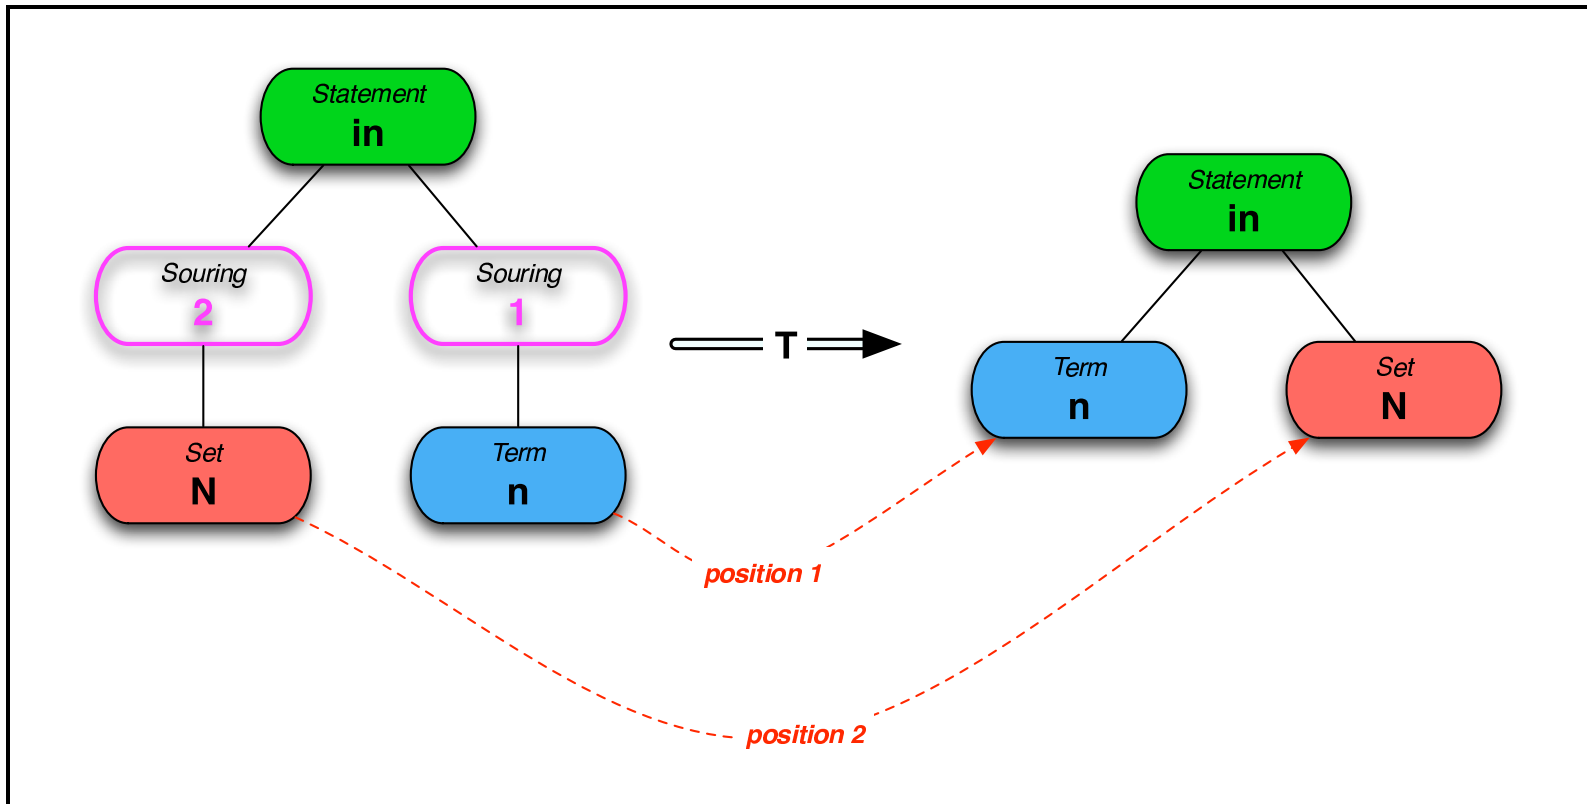 Statement
in
Souring
2
Souring
1
Set
N
Term
n
T
Statement
in
Term
n
Set
N
position 1
position 2